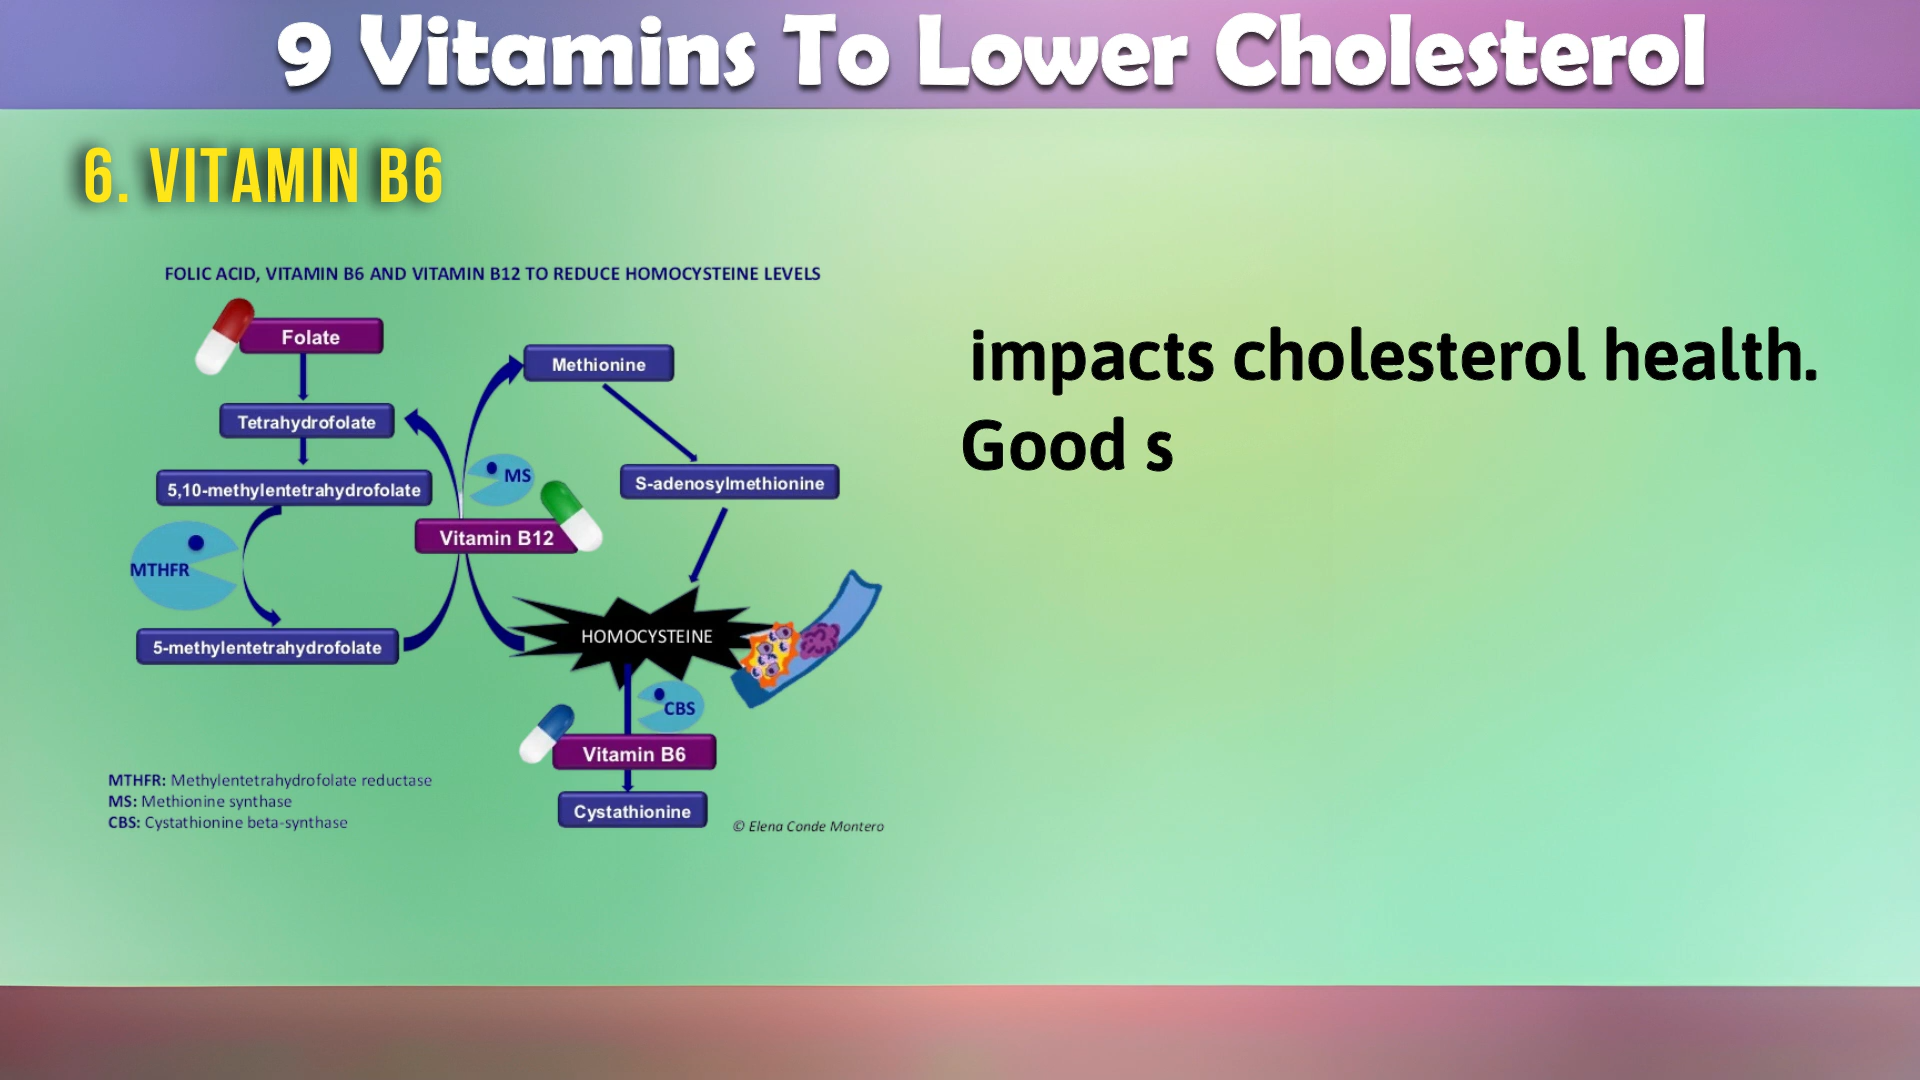 9 Vitamins To Lower Cholesterol
6. VITAMIN B6
FOLIC ACID, VITAMIN B6 AND VITAMIN B12 TO REDUCE HOMOCYSTEINE LEVELS
Folate
Methionine
Tetrahydrofolate
MS
S-adenosylmethionine
5,10-methylentetrahydrofolate
Vitamin B12
MTHFR
HOMOCYSTEINE
5-methylentetrahydrofolate
CBS
Vitamin B6
Cystathionine
MTHFR: Methylentetrahydrofolate reductase
MS: Methionine synthase
CBS: Cystathionine beta-synthase
© Elena Conde Montero
impacts cholesterol health.
Good s